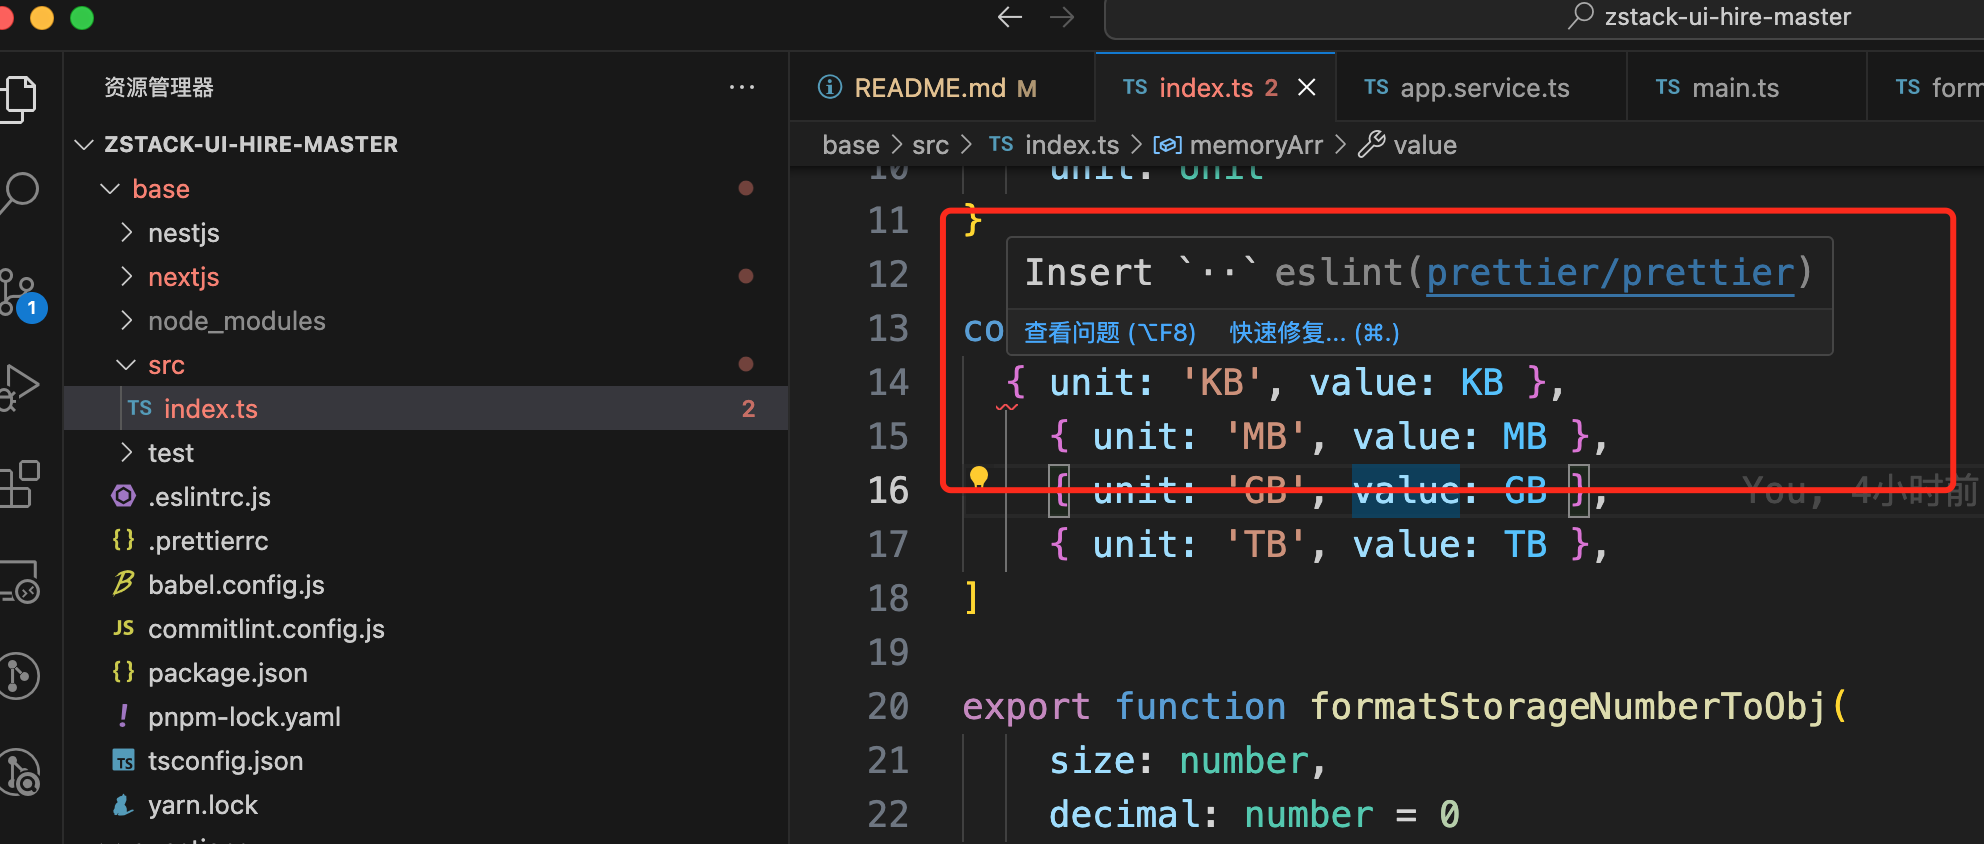 zstack-ui-hire-master
资源管理器 ...
ZSTACK-UI-HIRE-MASTER
base
nestjs
nextjs
node_modules
src
TS index.ts 2
test
.eslintrc.js
{} .prettierrc
babel.config.js
JS commitlint.config.js
{} package.json
! pnpm-lock.yaml
TS tsconfig.json
yarn.lock
1
README.md M
TS index.ts 2
TS app.service.ts
TS main.ts
TS form
base > src > TS index.ts > memoryArr > value
10 unit: Unit
11 }
12
Insert `··` eslint(prettier/prettier)
查看问题 (⌥F8) 快速修复... (⌘.)
13 co
14 { unit: 'KB', value: KB },
15 { unit: 'MB', value: MB },
16 { unit: 'GB', value: GB }, You, 4小时前
17 { unit: 'TB', value: TB },
18 ]
19
20 export function formatStorageNumberToObj(
21 size: number,
22 decimal: number = 0